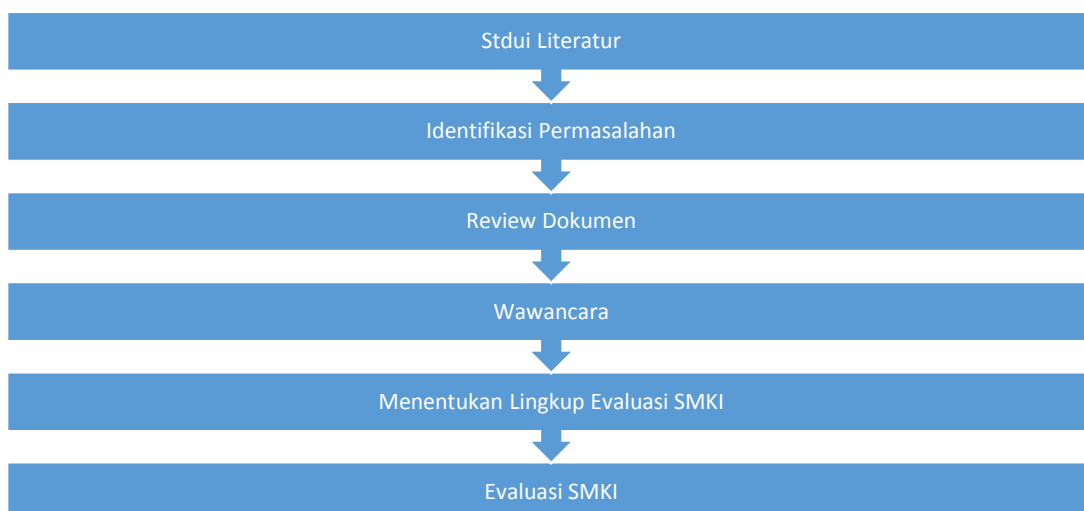 Stdui Literatur
Identifikasi Permasalahan
Review Dokumen
Wawancara
Menentukan Lingkup Evaluasi SMKI
Evaluasi SMKI